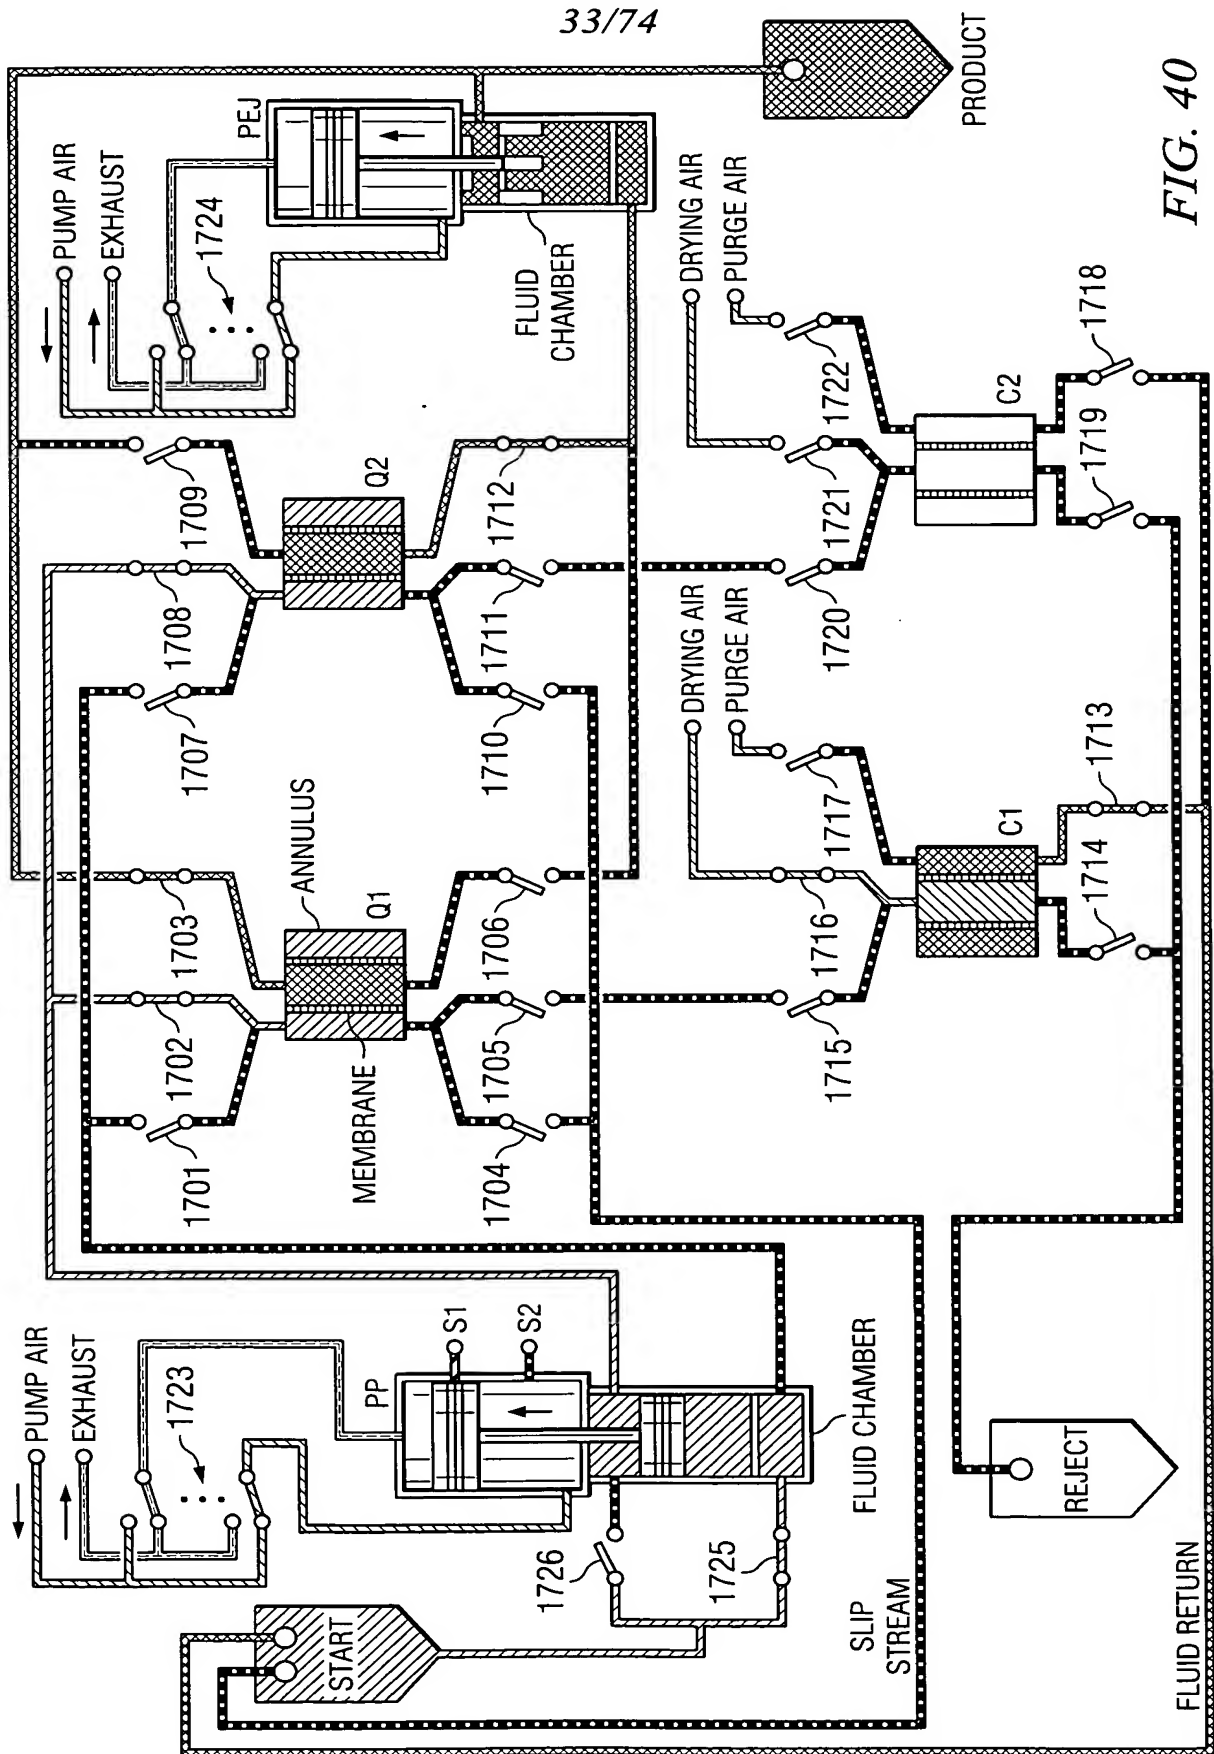 33/74
PUMP AIR
EXHAUST
1724
PEJ
FLUID
CHAMBER
PRODUCT
FIG. 40
1709
1708
1707
Q2
1712
1711
1710
DRYING AIR
PURGE AIR
1722
1721
1720
C2
1718
1719
1703
1702
1701
ANNULUS
Q1
MEMBRANE
1706
1705
1704
DRYING AIR
PURGE AIR
1717
1716
1715
C1
1713
1714
PUMP AIR
EXHAUST
1723
PP
S1
S2
FLUID CHAMBER
1726
1725
START
SLIP
STREAM
REJECT
FLUID RETURN